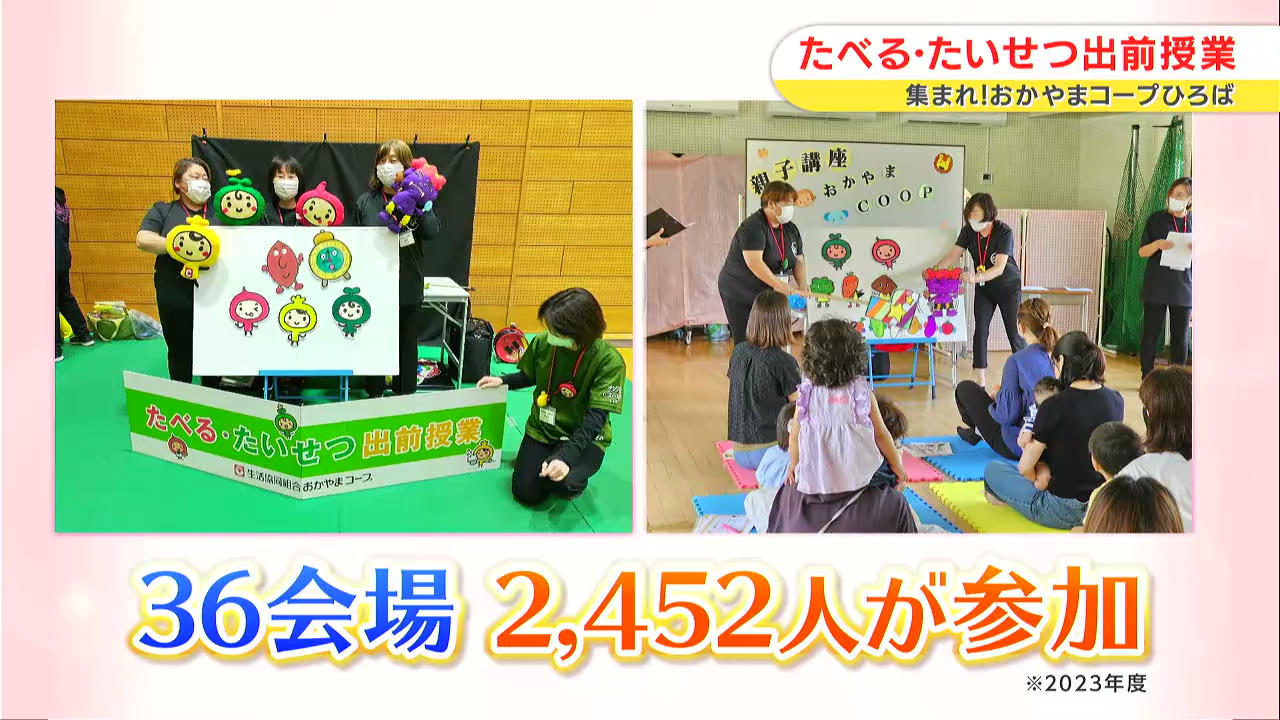 たべる・たいせつ出前授業
集まれ!おかやまコープひろば
親子講座
おかやま
COOP
たべる・たいせつ 出前授業
生活協同組合 おかやまコープ
36会場 2,452人が参加
※2023年度